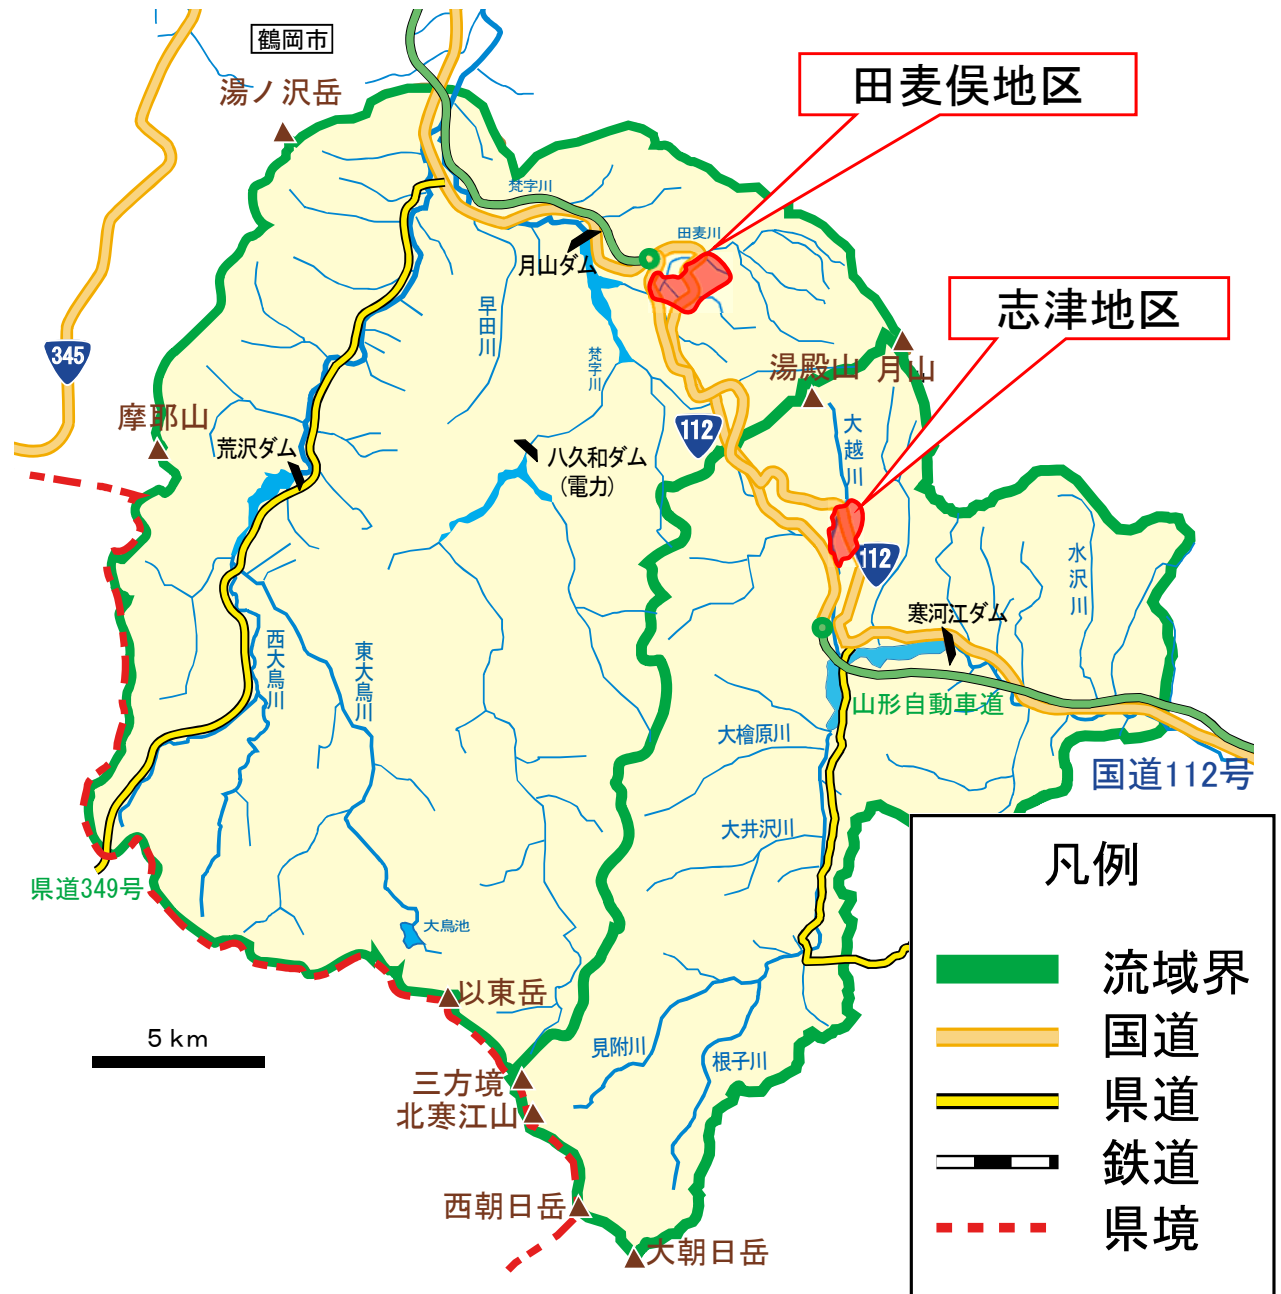 鶴岡市
湯ノ沢岳
田麦俣地区
梵字川
田麦川
月山ダム
志津地区
早田川
梵字川
345
湯殿山
月山
摩耶山
112
大越川
荒沢ダム
八久和ダム
(電力)
112
水沢川
寒河江ダム
西大鳥川
東大鳥川
山形自動車道
大檜原川
国道112号
大井沢川
県道349号
大鳥池
以東岳
5 km
見附川
根子川
三方境
北寒江山
西朝日岳
大朝日岳
凡例
流域界
国道
県道
鉄道
県境